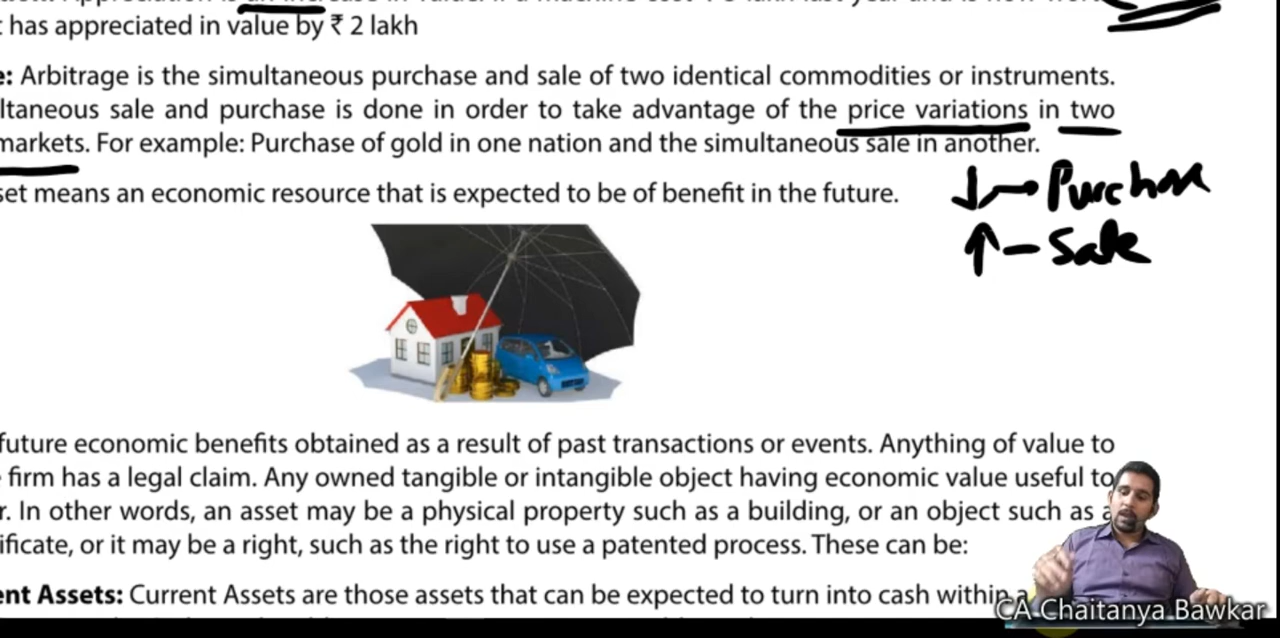 has appreciated in value by ₹ 2 lakh
e: Arbitrage is the simultaneous purchase and sale of two identical commodities or instruments.
ltaneous sale and purchase is done in order to take advantage of the price variations in two
markets. For example: Purchase of gold in one nation and the simultaneous sale in another.
set means an economic resource that is expected to be of benefit in the future.
↓→ Purchase
↑ – Sale
future economic benefits obtained as a result of past transactions or events. Anything of value to
firm has a legal claim. Any owned tangible or intangible object having economic value useful to
r. In other words, an asset may be a physical property such as a building, or an object such as a
ificate, or it may be a right, such as the right to use a patented process. These can be:
ent Assets: Current Assets are those assets that can be expected to turn into cash within a
CA Chaitanya Bawkar